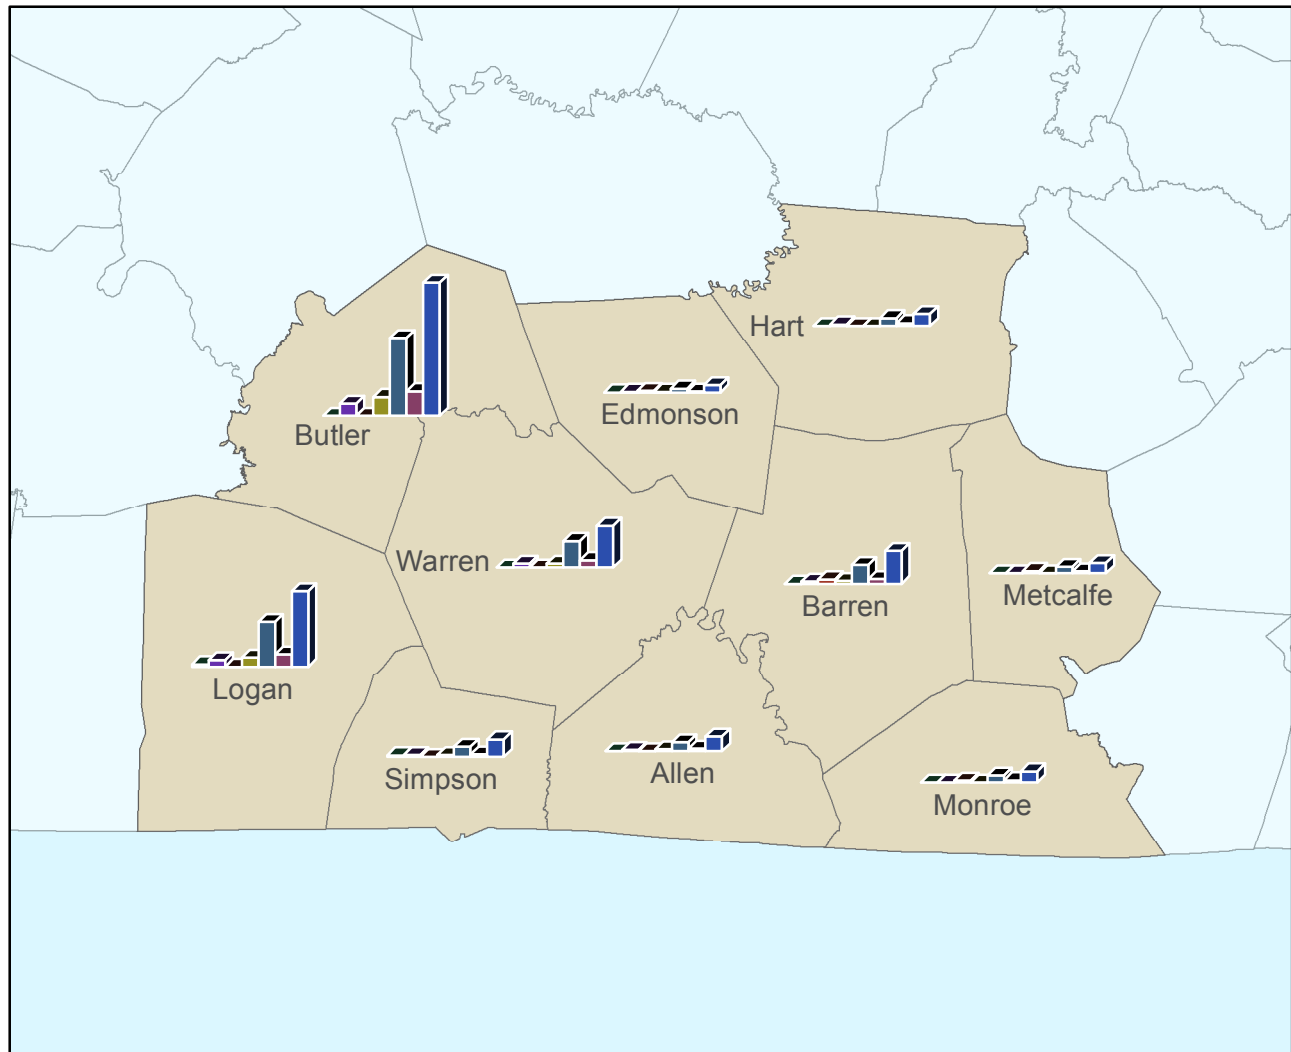 Hart
Edmonson
Butler
Warren
Barren
Metcalfe
Logan
Simpson
Allen
Monroe